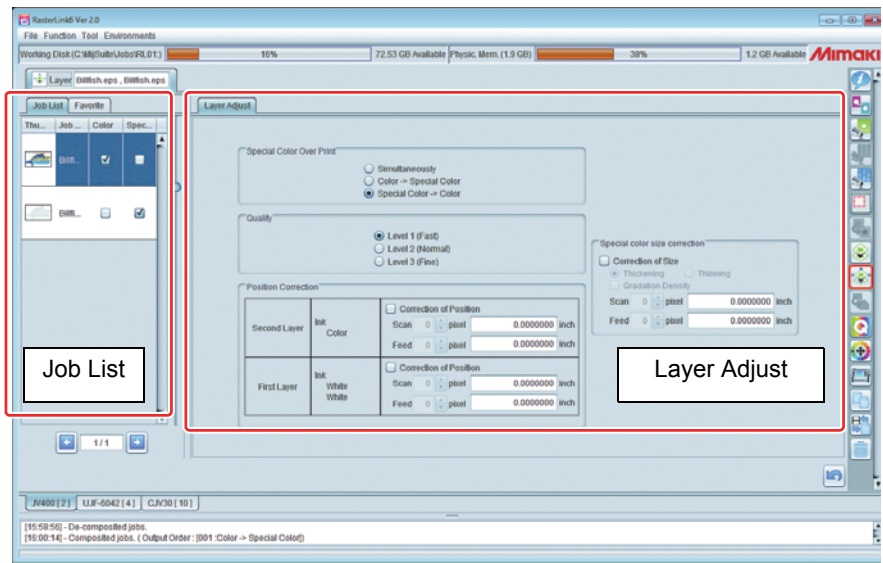 RasterLink6 Ver 2.0
File Function Tool Environments
Working Disk(C:\MijSuite\Jobs\RL01:) 16% 72.53 GB Available Physic. Mem. (1.9 GB) 38% 1.2 GB Available Mimaki
Layer Billfish.eps , Billfish.eps
Job List Favorite
Thu... Job ... Color Spec...
Billfi...
Billfi...
Job List
1/1
Layer Adjust
Special Color Over Print
Simultaneously
Color -> Special Color
Special Color -> Color
Quality
Level 1 (Fast)
Level 2 (Normal)
Level 3 (Fine)
Position Correction
Second Layer
Ink
Color
Correction of Position
Scan 0 pixel 0.0000000 inch
Feed 0 pixel 0.0000000 inch
First Layer
Ink
White
White
Correction of Position
Scan 0 pixel 0.0000000 inch
Feed 0 pixel 0.0000000 inch
Special color size correction
Correction of Size
Thickening Thinning
Gradation Density
Scan 0 pixel 0.0000000 inch
Feed 0 pixel 0.0000000 inch
Layer Adjust
JV400 [ 2 ] UJF-6042 [ 4 ] CJV30 [ 10 ]
[15:58:56] - De-composited jobs.
[16:00:14] - Composited jobs. ( Output Order : [001 :Color -> Special Color])